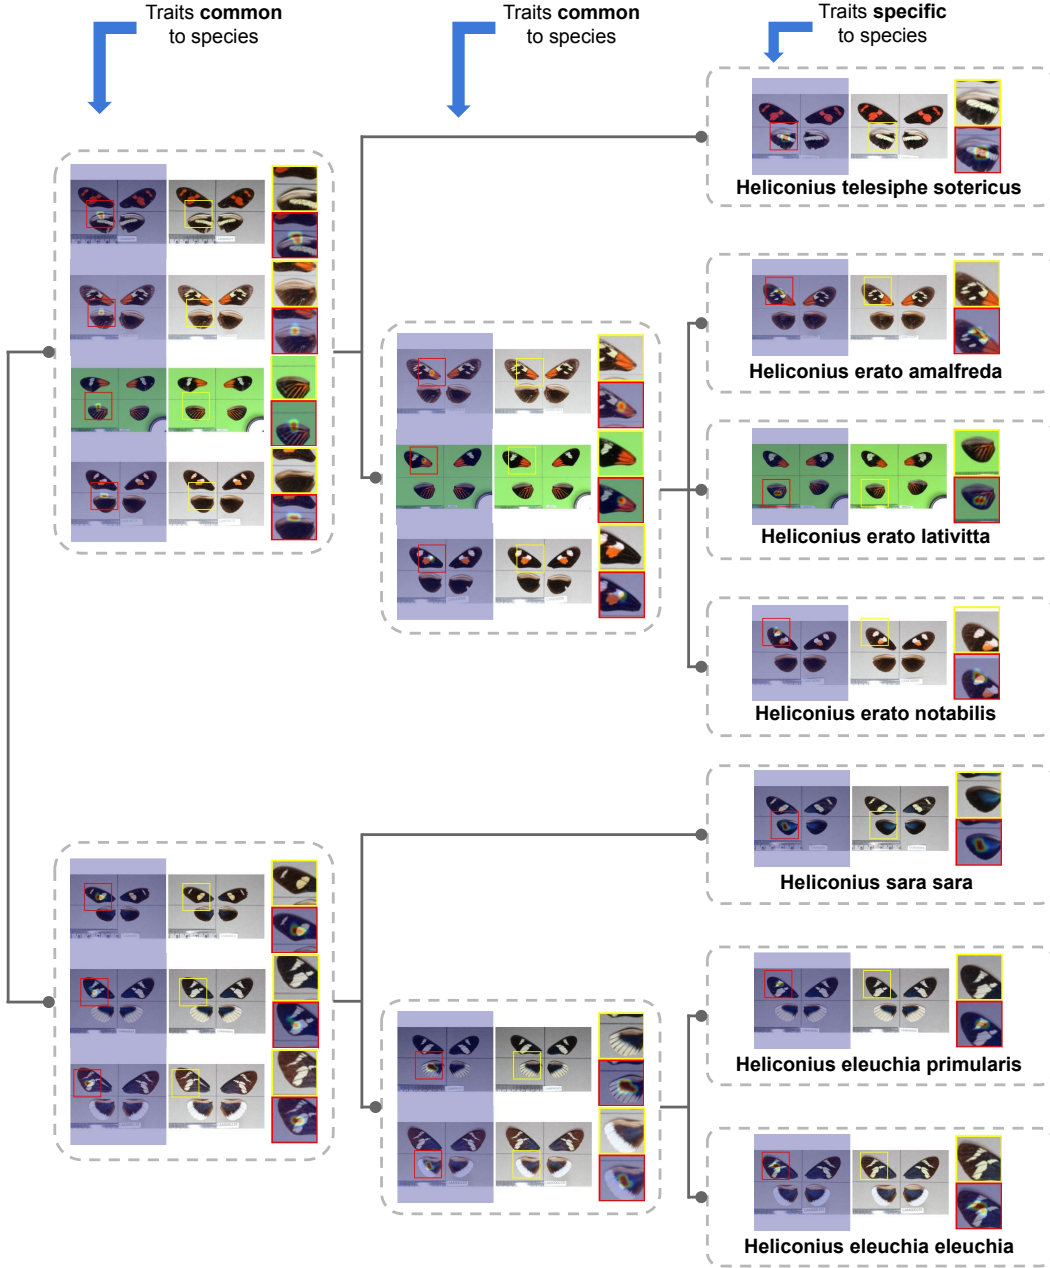 Traits common
to species
Traits common
to species
Traits specific
to species
Heliconius telesiphe sotericus
Heliconius erato amalfreda
Heliconius erato lativitta
Heliconius erato notabilis
Heliconius sara sara
Heliconius eleuchia primularis
Heliconius eleuchia eleuchia